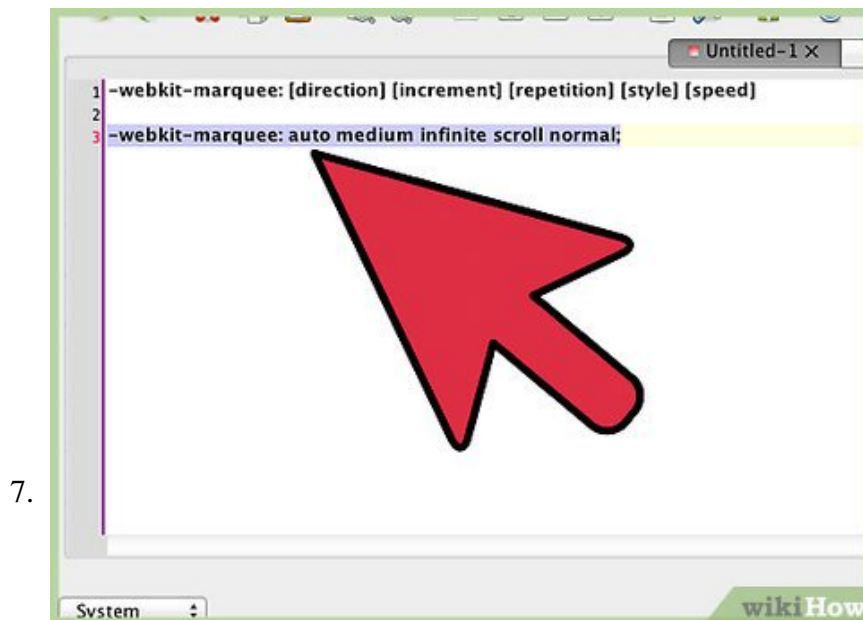 Untitled-1 X
1 -webkit-marquee: [direction] [increment] [repetition] [style] [speed]
2
3 -webkit-marquee: auto medium infinite scroll normal;
7.
System
wikiHow